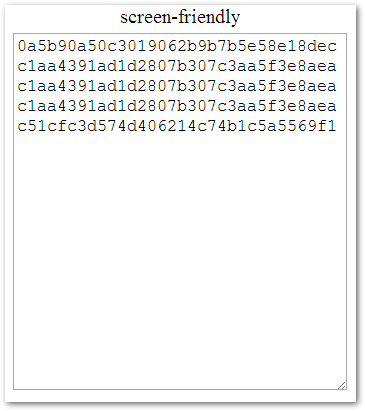 screen-friendly
0a5b90a50c3019062b9b7b5e58e18dec
c1aa4391ad1d2807b307c3aa5f3e8aea
c1aa4391ad1d2807b307c3aa5f3e8aea
c1aa4391ad1d2807b307c3aa5f3e8aea
c51cfc3d574d406214c74b1c5a5569f1